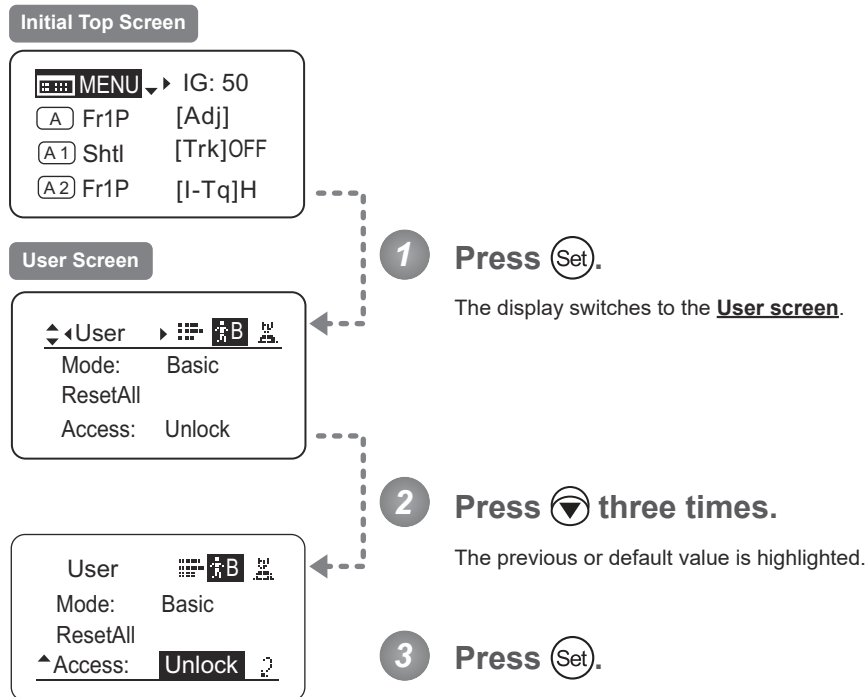 Initial Top Screen
MENU IG: 50
A Fr1P [Adj]
A1 Shtl [Trk]OFF
A2 Fr1P [I-Tq]H
1 Press Set.
The display switches to the User screen.
User Screen
User B
Mode: Basic
ResetAll
Access: Unlock
2 Press three times.
The previous or default value is highlighted.
User B
Mode: Basic
ResetAll
Access: Unlock
3 Press Set.